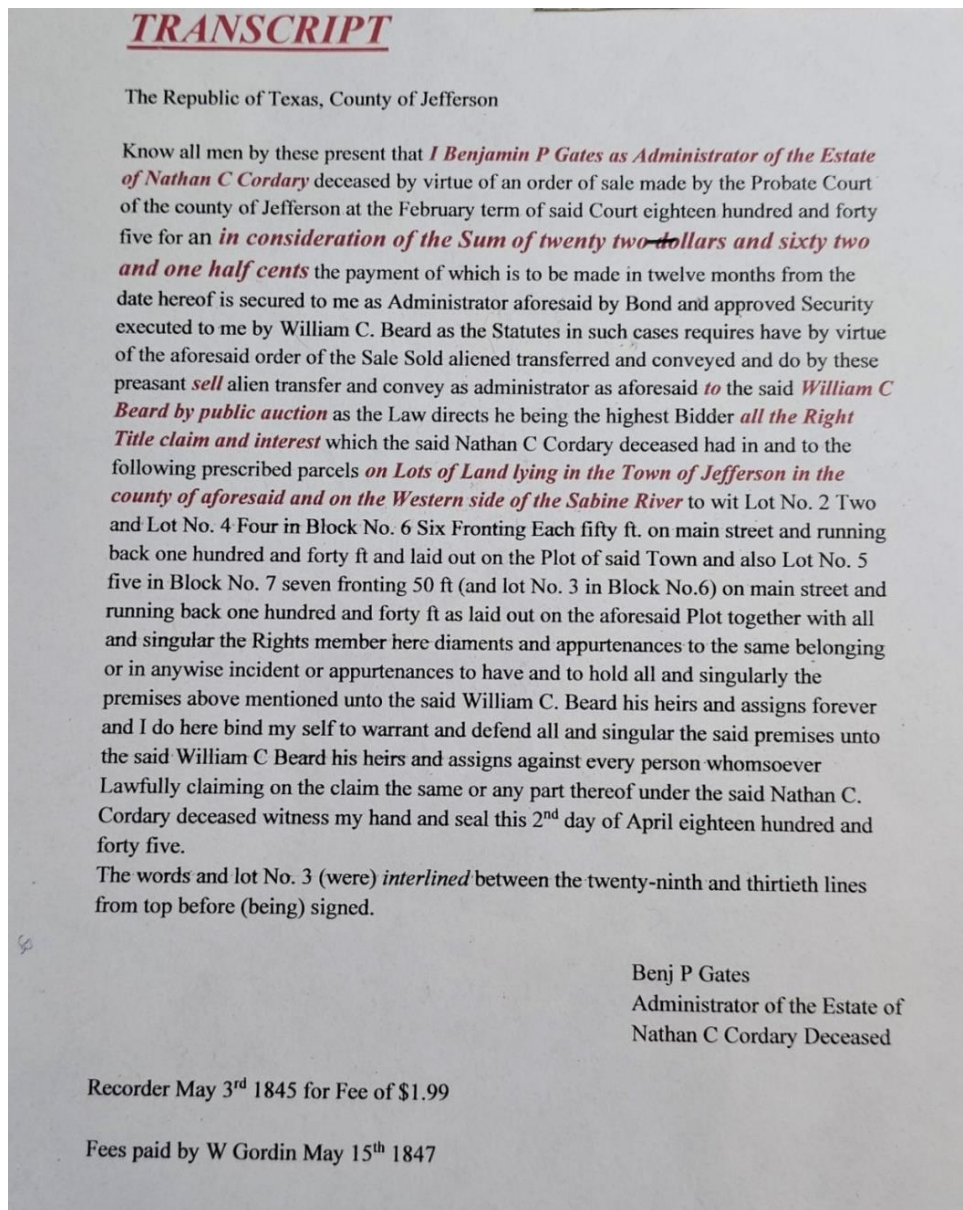 TRANSCRIPT
The Republic of Texas, County of Jefferson
Know all men by these present that I Benjamin P Gates as Administrator of the Estate
of Nathan C Cordary deceased by virtue of an order of sale made by the Probate Court
of the county of Jefferson at the February term of said Court eighteen hundred and forty
five for an in consideration of the Sum of twenty two dollars and sixty two
and one half cents the payment of which is to be made in twelve months from the
date hereof is secured to me as Administrator aforesaid by Bond and approved Security
executed to me by William C. Beard as the Statutes in such cases requires have by virtue
of the aforesaid order of the Sale Sold aliened transferred and conveyed and do by these
preasant sell alien transfer and convey as administrator as aforesaid to the said William C
Beard by public auction as the Law directs he being the highest Bidder all the Right
Title claim and interest which the said Nathan C Cordary deceased had in and to the
following prescribed parcels on Lots of Land lying in the Town of Jefferson in the
county of aforesaid and on the Western side of the Sabine River to wit Lot No. 2 Two
and Lot No. 4 Four in Block No. 6 Six Fronting Each fifty ft. on main street and running
back one hundred and forty ft and laid out on the Plot of said Town and also Lot No. 5
five in Block No. 7 seven fronting 50 ft (and lot No. 3 in Block No.6) on main street and
running back one hundred and forty ft as laid out on the aforesaid Plot together with all
and singular the Rights member here diaments and appurtenances to the same belonging
or in anywise incident or appurtenances to have and to hold all and singularly the
premises above mentioned unto the said William C. Beard his heirs and assigns forever
and I do here bind my self to warrant and defend all and singular the said premises unto
the said William C Beard his heirs and assigns against every person whomsoever
Lawfully claiming on the claim the same or any part thereof under the said Nathan C.
Cordary deceased witness my hand and seal this 2nd day of April eighteen hundred and
forty five.
The words and lot No. 3 (were) interlined between the twenty-ninth and thirtieth lines
from top before (being) signed.
Benj P Gates
Administrator of the Estate of
Nathan C Cordary Deceased
Recorder May 3rd 1845 for Fee of $1.99
Fees paid by W Gordin May 15th 1847